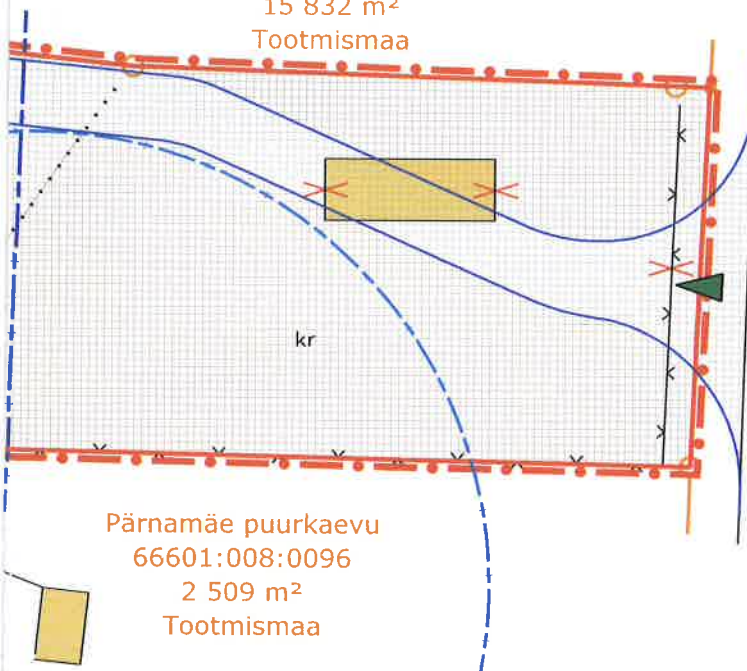 15 832 m²
Tootmismaa
kr
Pärnamäe puurkaevu
66601:008:0096
2 509 m²
Tootmismaa